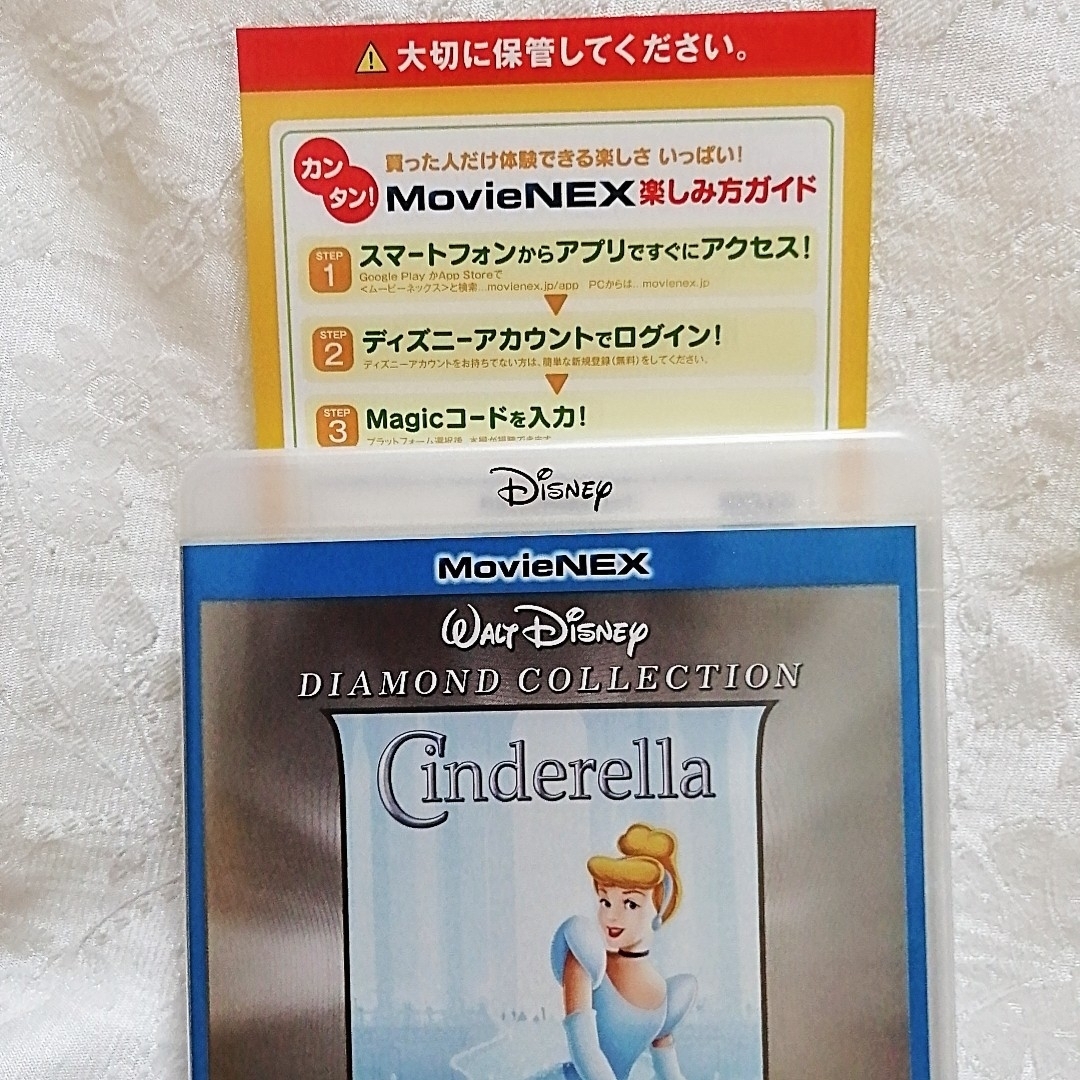 大切に保管してください。
カンタン!
買った人だけ体験できる楽しさ いっぱい!
MovieNEX 楽しみ方ガイド
STEP 1 スマートフォンからアプリですぐにアクセス!
Google Play かApp Storeで
<ムービーネックス>と検索...movienex.jp/app PCからは...movienex.jp
STEP 2 ディズニーアカウントでログイン!
ディズニーアカウントをお持ちでない方は、簡単な新規登録(無料)をしてください。
STEP 3 Magicコードを入力!
Disney
MovieNEX
Walt Disney
DIAMOND COLLECTION
Cinderella